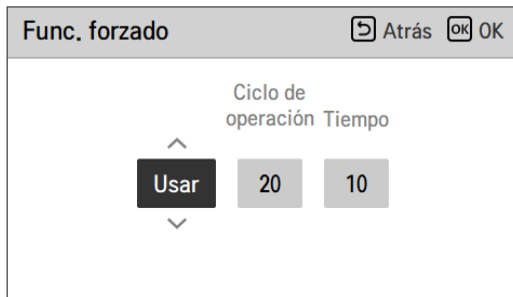 Func. forzado
Atrás OK OK
Ciclo de
operación Tiempo
Usar 20 10